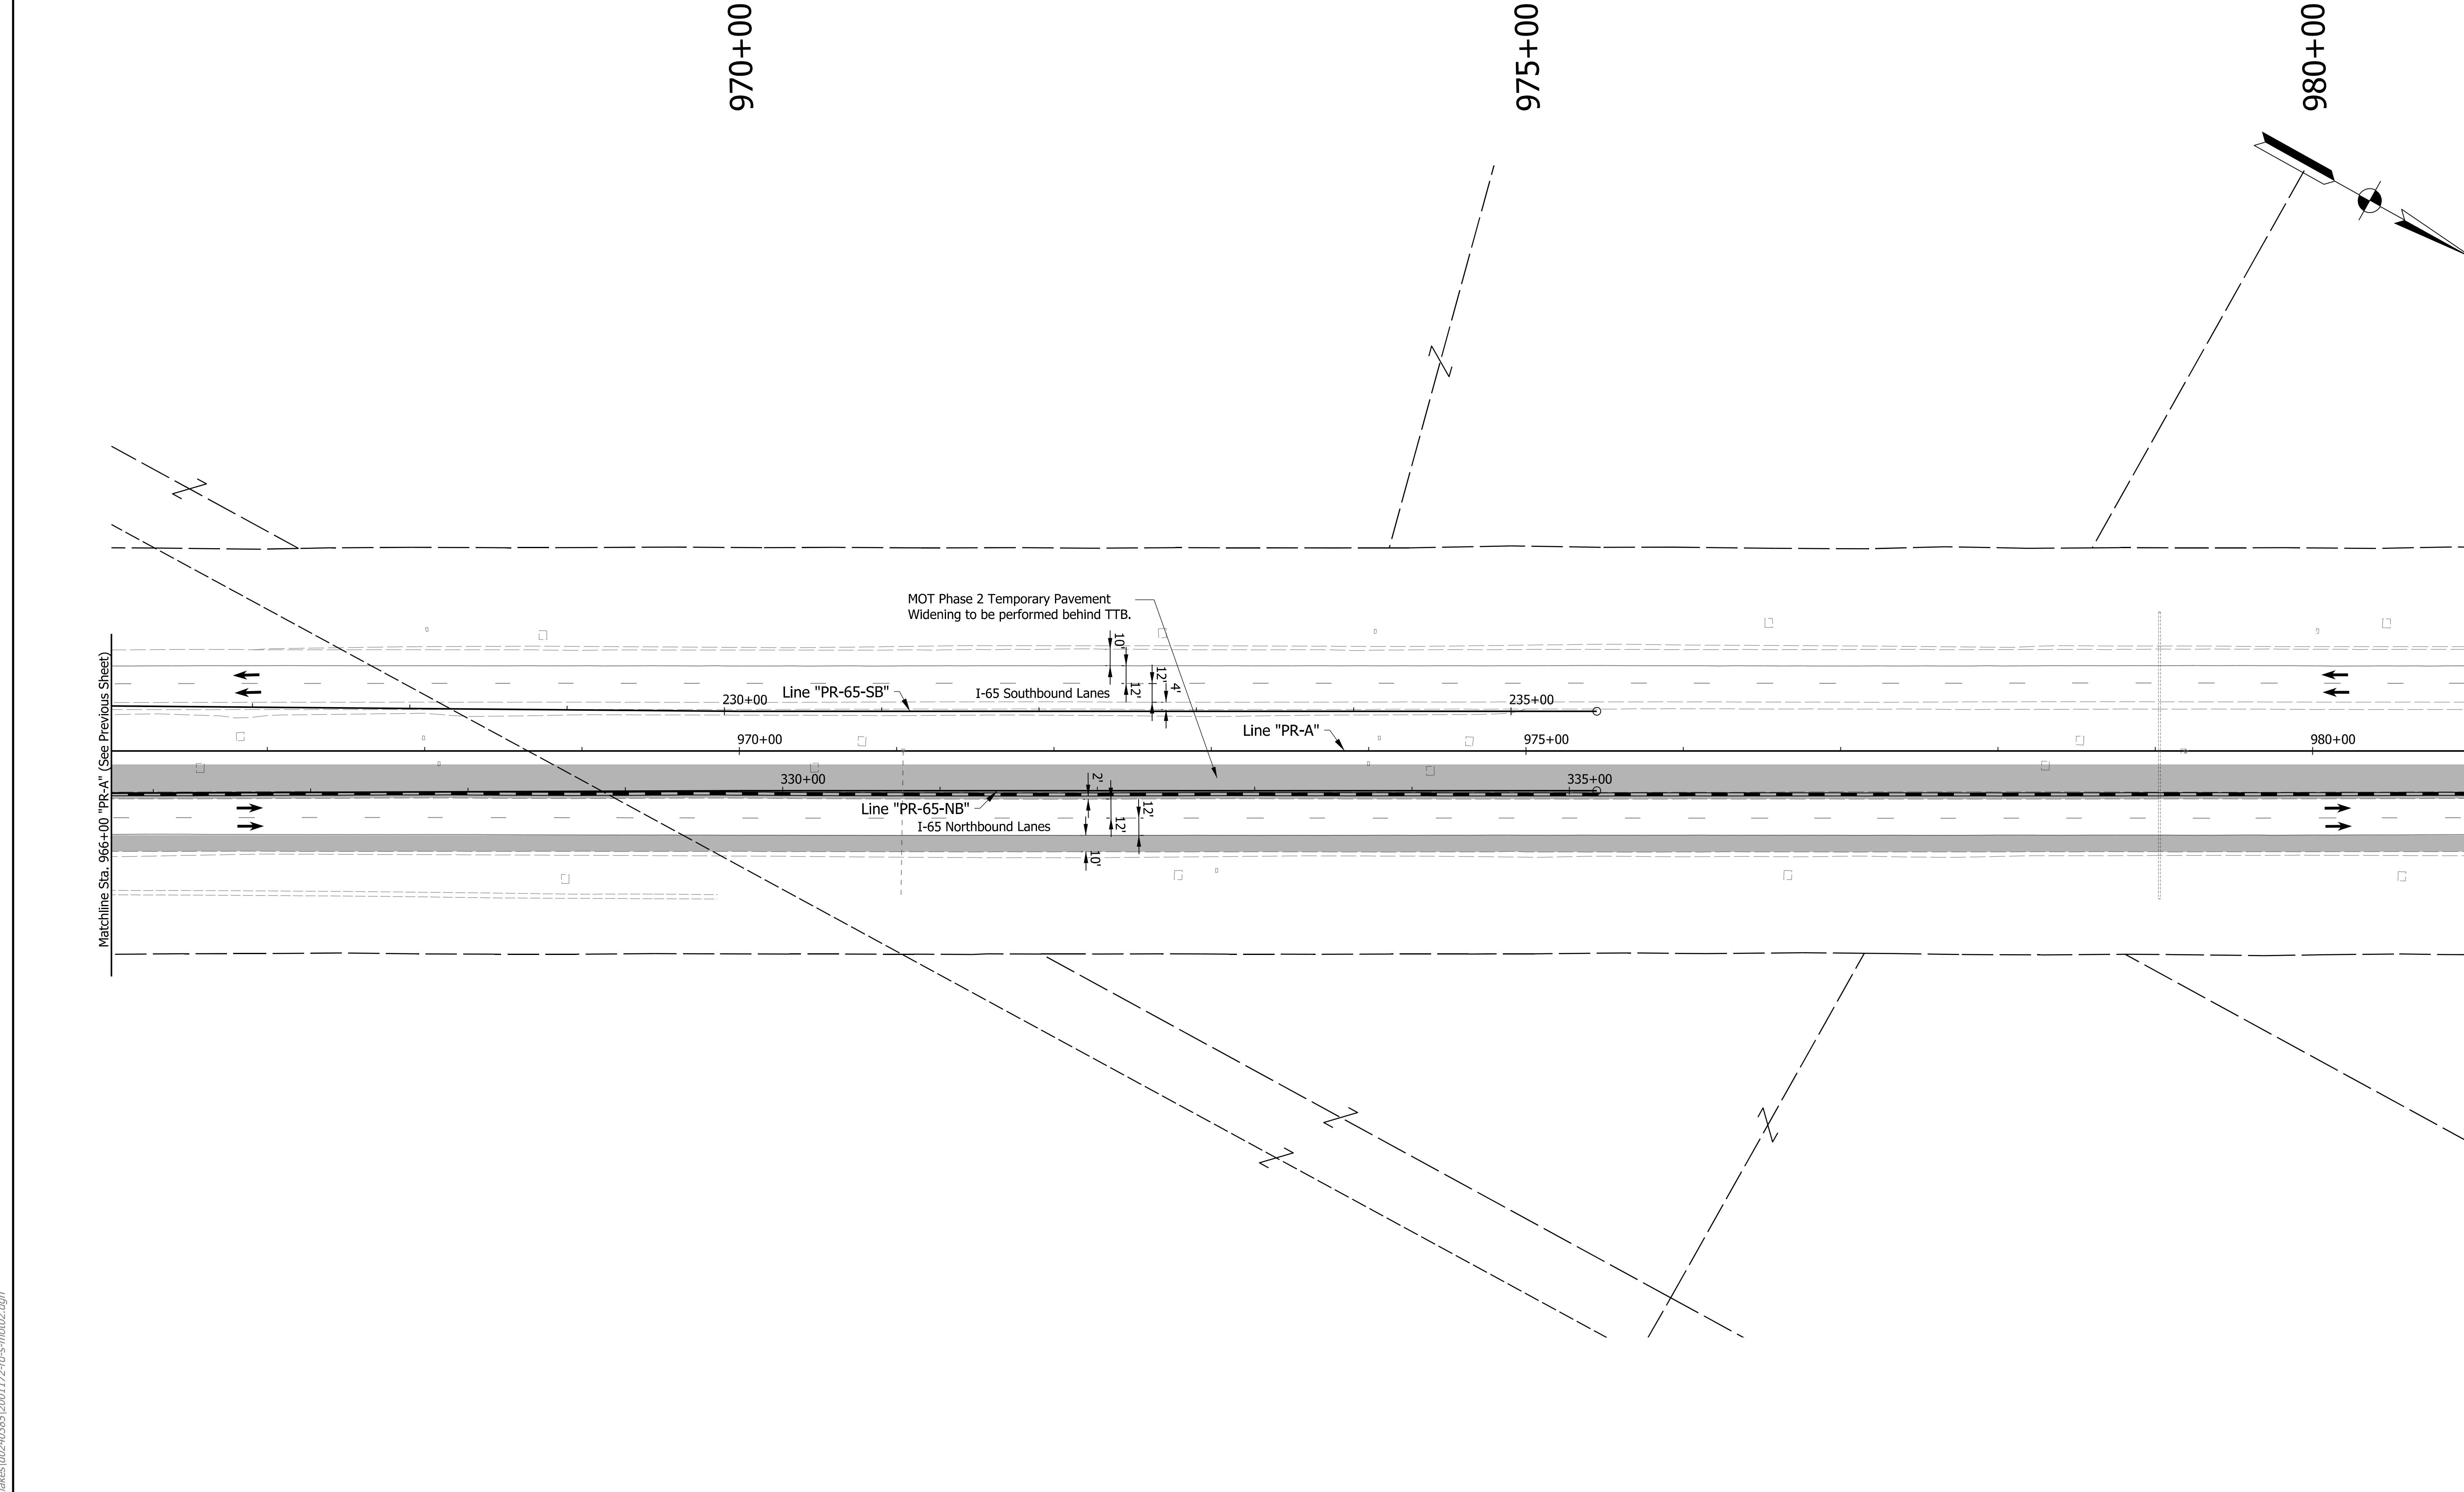 970+00
975+00
980+00
MOT Phase 2 Temporary Pavement
Widening to be performed behind TTB.
10'
12'
12'
4'
Line "PR-65-SB"
I-65 Southbound Lanes
230+00
235+00
Line "PR-A"
970+00
975+00
980+00
330+00
335+00
2'
Line "PR-65-NB"
12'
12'
I-65 Northbound Lanes
10'
Matchline Sta. 966+00 "PR-A" (See Previous Sheet)